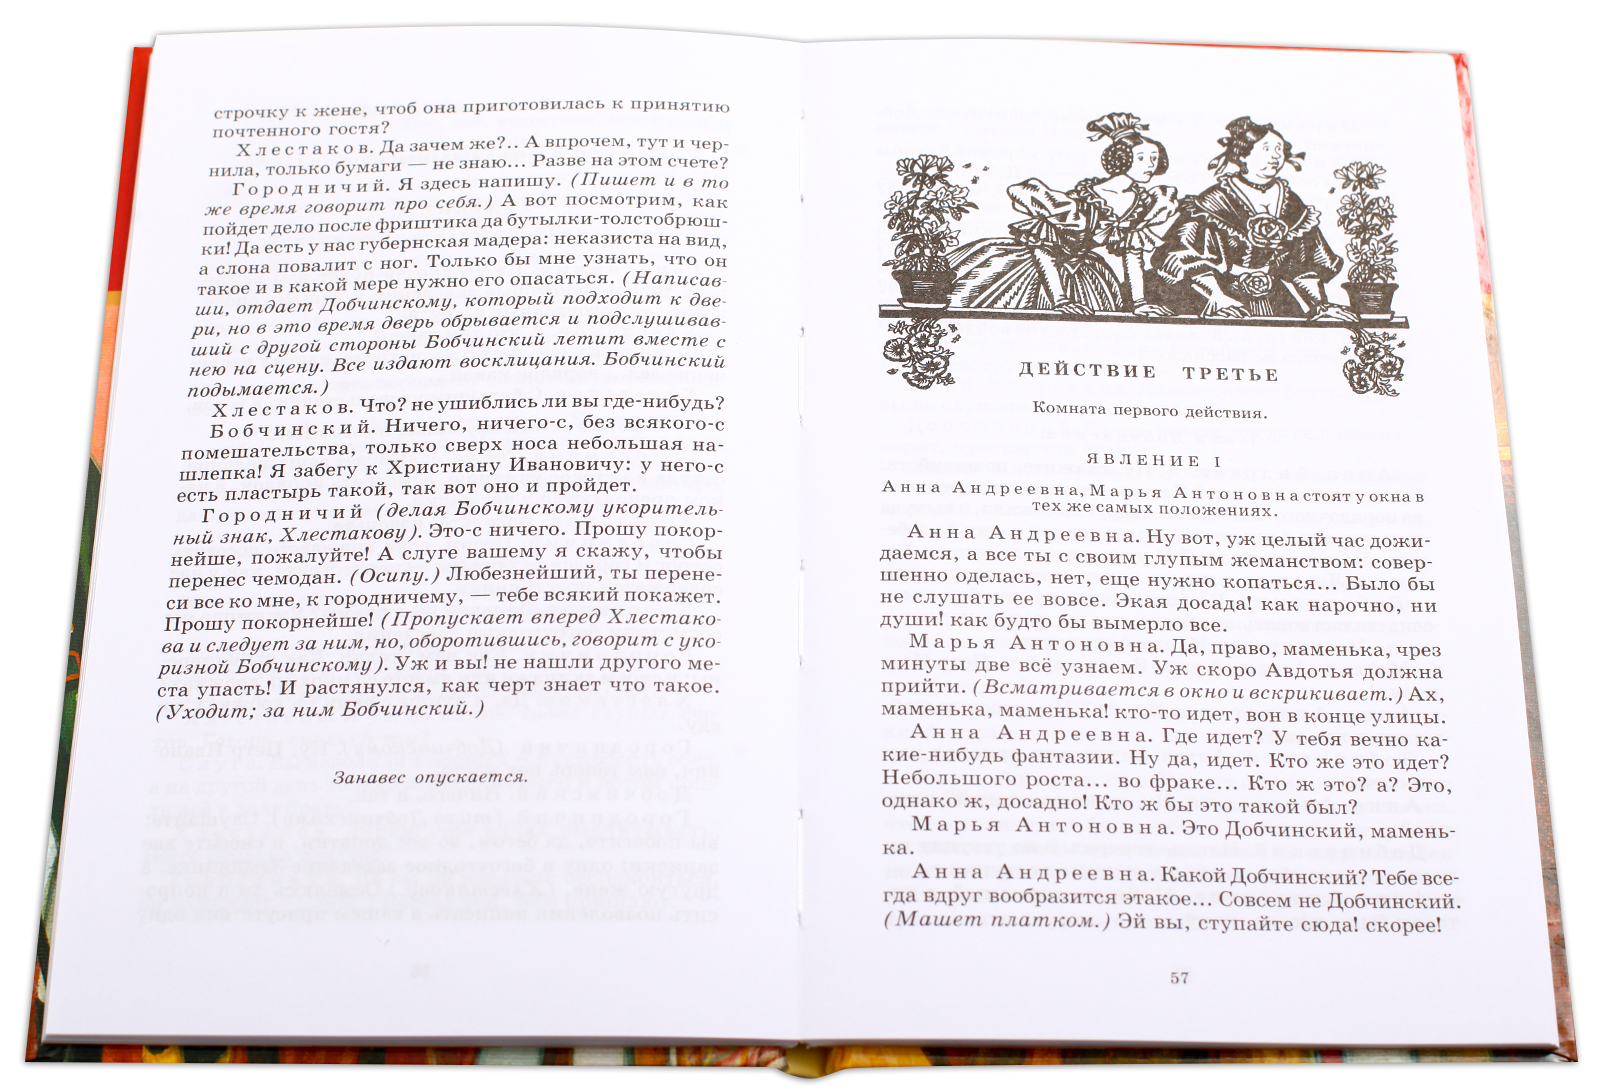 строчку к жене, чтоб она приготовилась к принятию
почтенного гостя?
Хлестаков. Да зачем же?.. А впрочем, тут и чер-
нила, только бумаги — не знаю... Разве на этом счете?
Городничий. Я здесь напишу. (Пишет и в то
же время говорит про себя.) А вот посмотрим, как
пойдет дело после фриштика да бутылки-толстобрюш-
ки! Да есть у нас губернская мадера: неказиста на вид,
а слона повалит с ног. Только бы мне узнать, что он
такое и в какой мере нужно его опасаться. (Написав-
ши, отдает Добчинскому, который подходит к две-
ри, но в это время дверь обрывается и подслушивав-
ший с другой стороны Бобчинский летит вместе с
нею на сцену. Все издают восклицания. Бобчинский
подымается.)
Хлестаков. Что? не ушиблись ли вы где-нибудь?
Бобчинский. Ничего, ничего-с, без всякого-с
помешательства, только сверх носа небольшая на-
шлепка! Я забегу к Христиану Ивановичу: у него-с
есть пластырь такой, так вот оно и пройдет.
Городничий (делая Бобчинскому укоритель-
ный знак, Хлестакову). Это-с ничего. Прошу покор-
нейше, пожалуйте! А слуге вашему я скажу, чтобы
перенес чемодан. (Осипу.) Любезнейший, ты перене-
си все ко мне, к городничему, — тебе всякий покажет.
Прошу покорнейше! (Пропускает вперед Хлестако-
ва и следует за ним, но, оборотившись, говорит с уко-
ризной Бобчинскому). Уж и вы! не нашли другого ме-
ста упасть! И растянулся, как черт знает что такое.
(Уходит; за ним Бобчинский.)
Занавес опускается.
ДЕЙСТВИЕ ТРЕТЬЕ
Комната первого действия.
ЯВЛЕНИЕ I
Анна Андреевна, Марья Антоновна стоят у окна в
тех же самых положениях.
Анна Андреевна. Ну вот, уж целый час дожи-
даемся, а все ты с своим глупым жеманством: совер-
шенно оделась, нет, еще нужно копаться... Было бы
не слушать ее вовсе. Экая досада! как нарочно, ни
души! как будто бы вымерло все.
Марья Антоновна. Да, право, маменька, чрез
минуты две всё узнаем. Уж скоро Авдотья должна
прийти. (Всматривается в окно и вскрикивает.) Ах,
маменька, маменька! кто-то идет, вон в конце улицы.
Анна Андреевна. Где идет? У тебя вечно ка-
кие-нибудь фантазии. Ну да, идет. Кто же это идет?
Небольшого роста... во фраке... Кто ж это? а? Это,
однако ж, досадно! Кто ж бы это такой был?
Марья Антоновна. Это Добчинский, мамень-
ка.
Анна Андреевна. Какой Добчинский? Тебе все-
гда вдруг вообразится этакое... Совсем не Добчинский.
(Машет платком.) Эй вы, ступайте сюда! скорее!
57